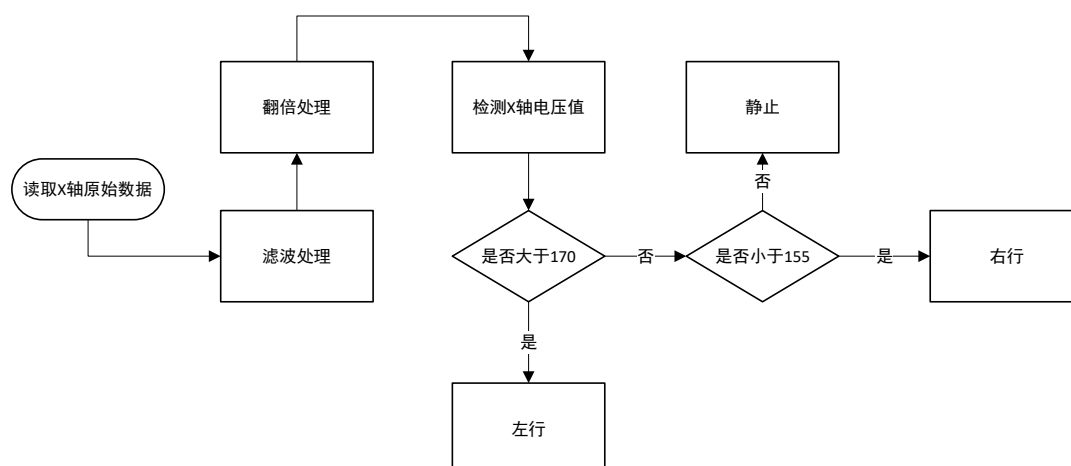 翻倍处理
检测X轴电压值
静止
读取X轴原始数据
否
滤波处理
是否大于170
否
是否小于155
是
右行
是
左行